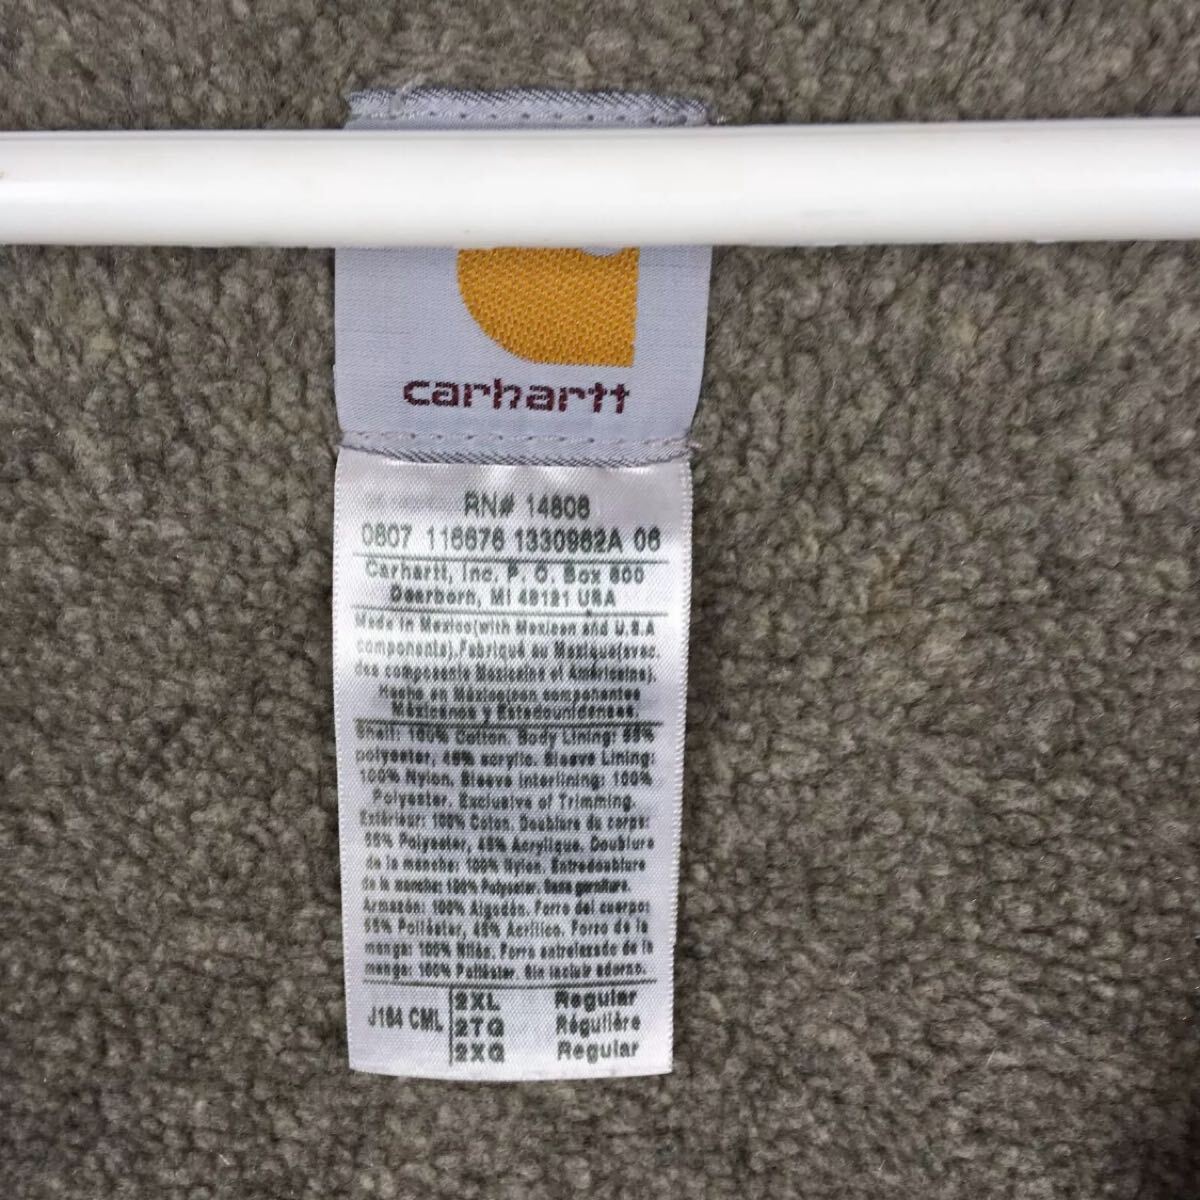 carhartt
RN# 14806
0807 116676 1330962A 06
Carhartt, Inc. P. O. Box 600
Dearborn, MI 48121 USA
Made in Mexico(with Mexican and U.S.A
components).Fabriqué au Mexique(avec
des composants Mexicains et Américains).
Hecho en México(con componentes
Méxicanos y Estadounidenses.
Shell: 100% Cotton. Body Lining: 55%
polyester, 45% acrylic. Sleeve Lining:
100% Nylon. Sleeve Interlining: 100%
Polyester. Exclusive of Trimming.
Extérieur: 100% Coton. Doublure du corps:
55% Polyester, 45% Acrylique. Doublure
de la manche: 100% Nylon. Entredoublure
de la manche: 100% Polyester. Sans garniture.
Armazón: 100% Algodón. Forro del cuerpo:
55% Poliéster, 45% Acrílico. Forro de la
manga: 100% Nilón. Forro entrelazado de la
manga: 100% Poliéster. Sin incluir adorno.
J184 CML 2XL Regular
2TG Régulière
2XG Regular